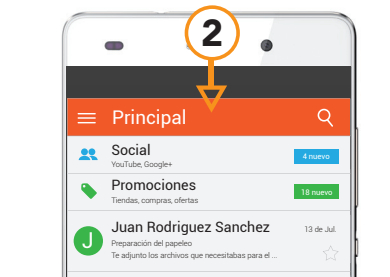 2
Principal
Social
YouTube, Google+
4 nuevo
Promociones
Tiendas, compras, ofertas
18 nuevo
J
Juan Rodriguez Sanchez
13 de Jul.
Preparación del papeleo
Te adjunto los archivos que necesitabas para el ...